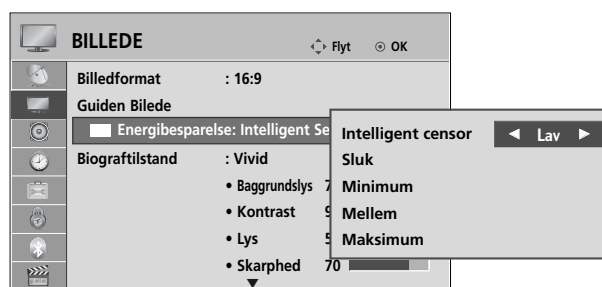 BILLEDE
Flyt OK
Billedformat : 16:9
Guiden Bilede
Energibesparelse: Intelligent Se
Intelligent censor Lav
Sluk
Minimum
Mellem
Maksimum
Biograftilstand : Vivid
• Baggrundslys 7
• Kontrast 9
• Lys 5
• Skarphed 70